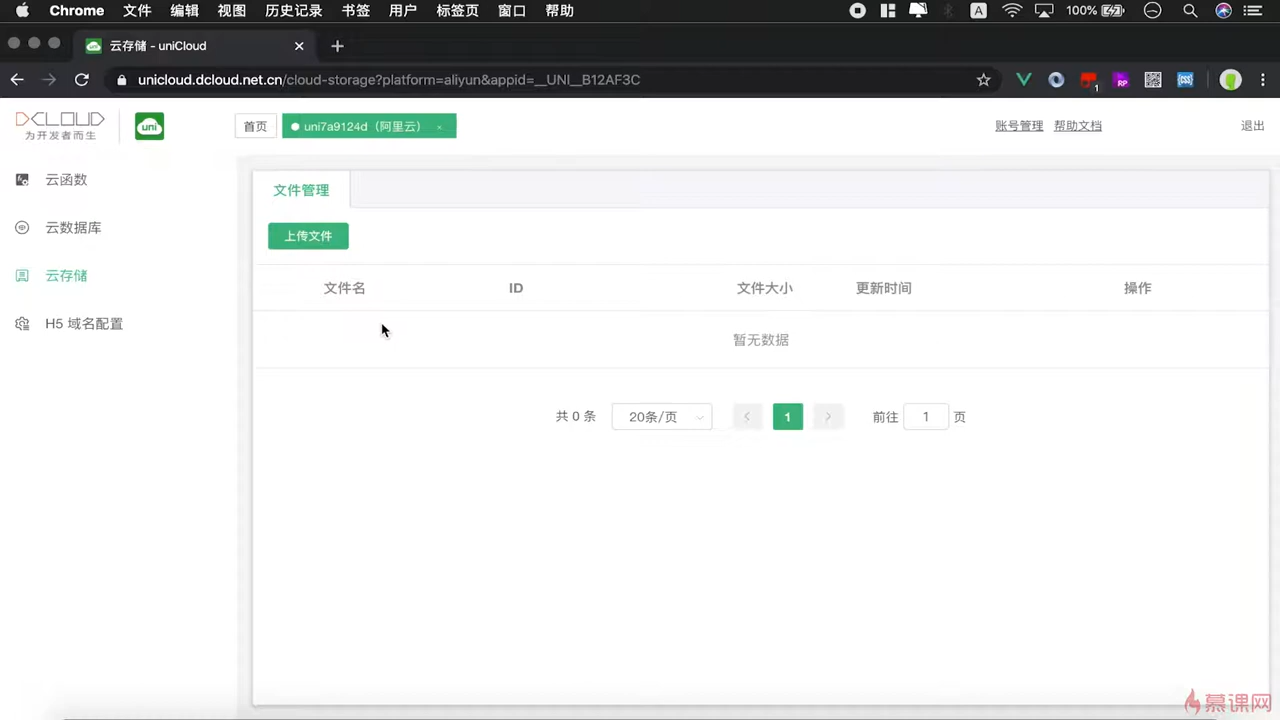 Chrome 文件 编辑 视图 历史记录 书签 用户 标签页 窗口 帮助 A 100%
云存储 - uniCloud
unicloud.dcloud.net.cn/cloud-storage?platform=aliyun&appid=__UNI__B12AF3C RP CSS 1
DCLOUD
为开发者而生
uni
首页
uni7a9124d（阿里云）
账号管理 帮助文档 退出
云函数
云数据库
云存储
H5 域名配置
文件管理
上传文件
文件名 ID 文件大小 更新时间 操作
暂无数据
共 0 条 20条/页 1 前往 1 页
慕课网